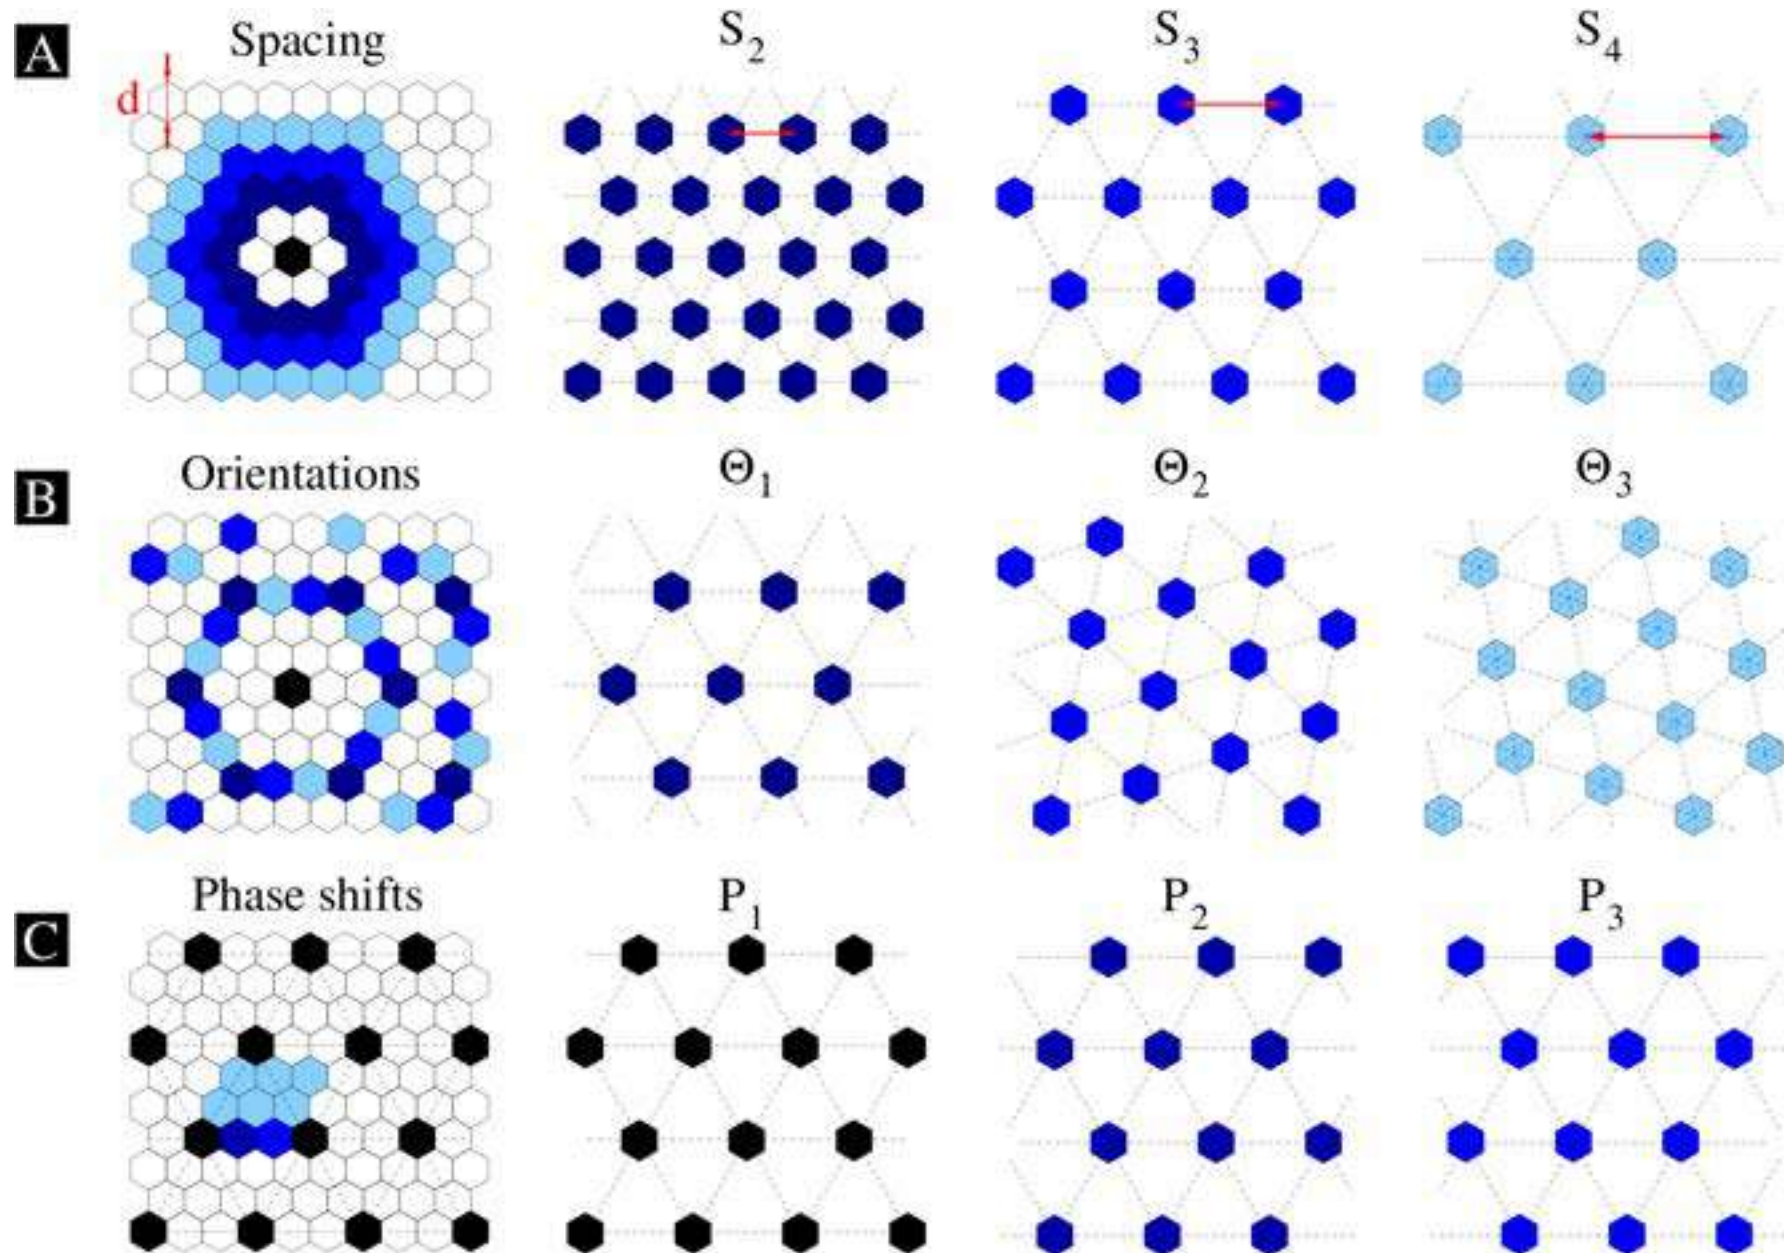 A
Spacing
S2
S3
S4
d
B
Orientations
Θ1
Θ2
Θ3
C
Phase shifts
P1
P2
P3